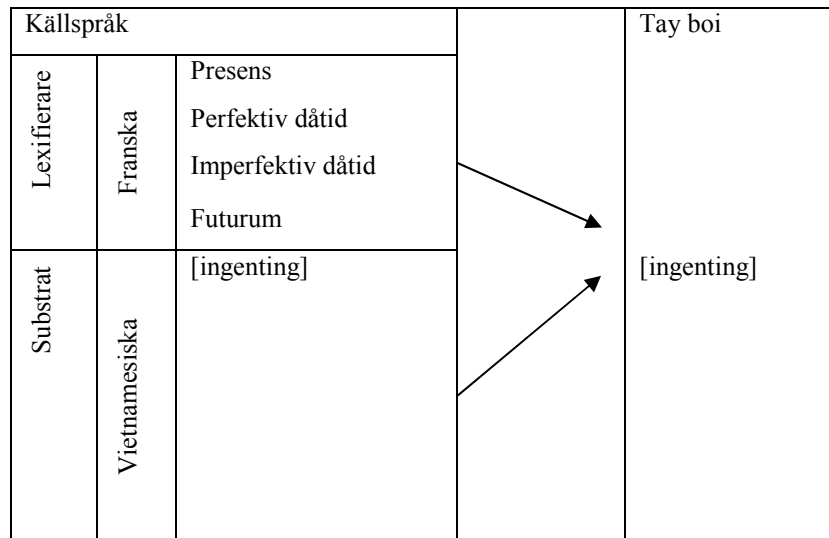 Källspråk
Tay boi
Lexifierare
Franska
Presens
Perfektiv dåtid
Imperfektiv dåtid
Futurum
Substrat
Vietnamesiska
[ingenting]
[ingenting]